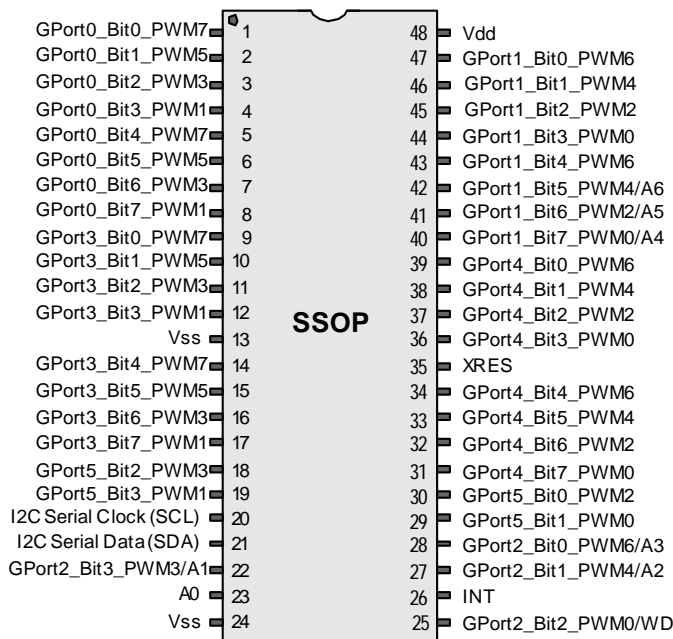 GPort0_Bit0_PWM7 1 48 Vdd
GPort0_Bit1_PWM5 2 47 GPort1_Bit0_PWM6
GPort0_Bit2_PWM3 3 46 GPort1_Bit1_PWM4
GPort0_Bit3_PWM1 4 45 GPort1_Bit2_PWM2
GPort0_Bit4_PWM7 5 44 GPort1_Bit3_PWM0
GPort0_Bit5_PWM5 6 43 GPort1_Bit4_PWM6
GPort0_Bit6_PWM3 7 42 GPort1_Bit5_PWM4/A6
GPort0_Bit7_PWM1 8 41 GPort1_Bit6_PWM2/A5
GPort3_Bit0_PWM7 9 40 GPort1_Bit7_PWM0/A4
GPort3_Bit1_PWM5 10 39 GPort4_Bit0_PWM6
GPort3_Bit2_PWM3 11 38 GPort4_Bit1_PWM4
GPort3_Bit3_PWM1 12 SSOP 37 GPort4_Bit2_PWM2
Vss 13 36 GPort4_Bit3_PWM0
GPort3_Bit4_PWM7 14 35 XRES
GPort3_Bit5_PWM5 15 34 GPort4_Bit4_PWM6
GPort3_Bit6_PWM3 16 33 GPort4_Bit5_PWM4
GPort3_Bit7_PWM1 17 32 GPort4_Bit6_PWM2
GPort5_Bit2_PWM3 18 31 GPort4_Bit7_PWM0
GPort5_Bit3_PWM1 19 30 GPort5_Bit0_PWM2
I2C Serial Clock (SCL) 20 29 GPort5_Bit1_PWM0
I2C Serial Data (SDA) 21 28 GPort2_Bit0_PWM6/A3
GPort2_Bit3_PWM3/A1 22 27 GPort2_Bit1_PWM4/A2
A0 23 26 INT
Vss 24 25 GPort2_Bit2_PWM0/WD